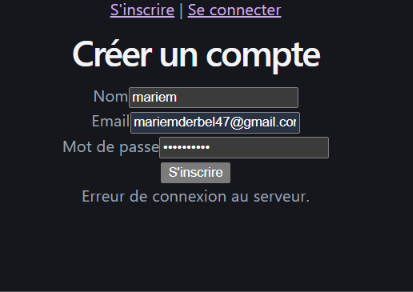 S'inscrire | Se connecter
Créer un compte
Nom mariem
Email mariemderbel47@gmail.cor
Mot de passe ••••••••••
S'inscrire
Erreur de connexion au serveur.